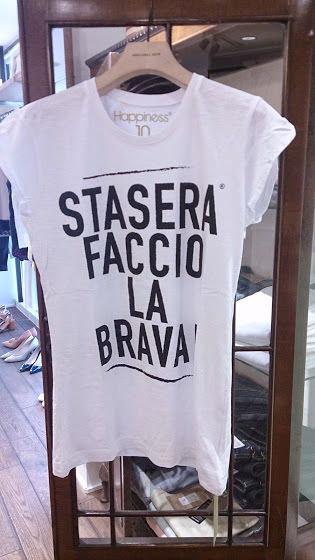 Happiness®
10
STASERA®
FACCIO
LA
BRAVA!